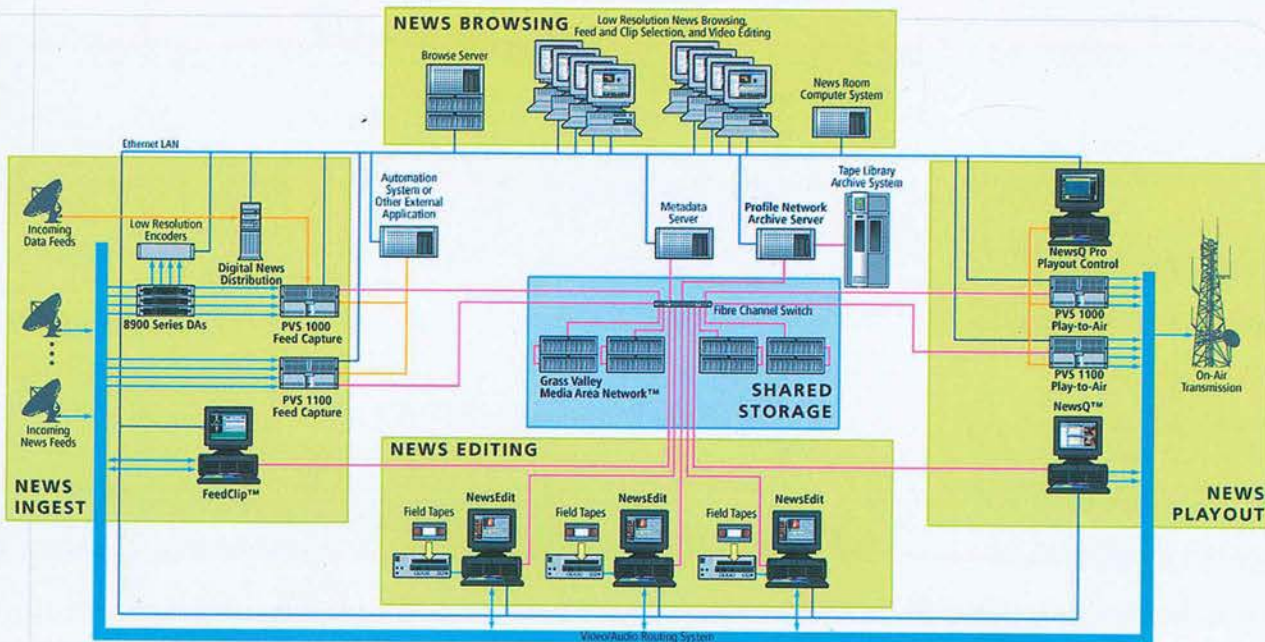 NEWS BROWSING
Low Resolution News Browsing,
Feed and Clip Selection, and Video Editing
Browse Server
News Room
Computer System
Ethernet LAN
Incoming
Data Feeds
Low Resolution
Encoders
Digital News
Distribution
8900 Series DAs
PVS 1000
Feed Capture
PVS 1100
Feed Capture
Incoming
News Feeds
FeedClip™
NEWS
INGEST
Automation
System or
Other External
Application
Metadata
Server
Profile Network
Archive Server
Tape Library
Archive System
Fibre Channel Switch
Grass Valley
Media Area Network™
SHARED
STORAGE
NewsQ Pro
Playout Control
PVS 1000
Play-to-Air
PVS 1100
Play-to-Air
On-Air
Transmission
NewsQ™
NEWS
PLAYOUT
NEWS EDITING
Field Tapes
NewsEdit
Field Tapes
NewsEdit
Field Tapes
NewsEdit
Video/Audio Routing System